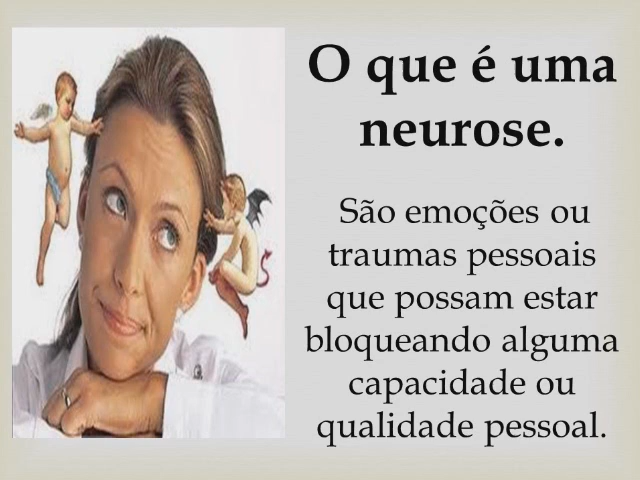 O que é uma
neurose.
São emoções ou
traumas pessoais
que possam estar
bloqueando alguma
capacidade ou
qualidade pessoal.